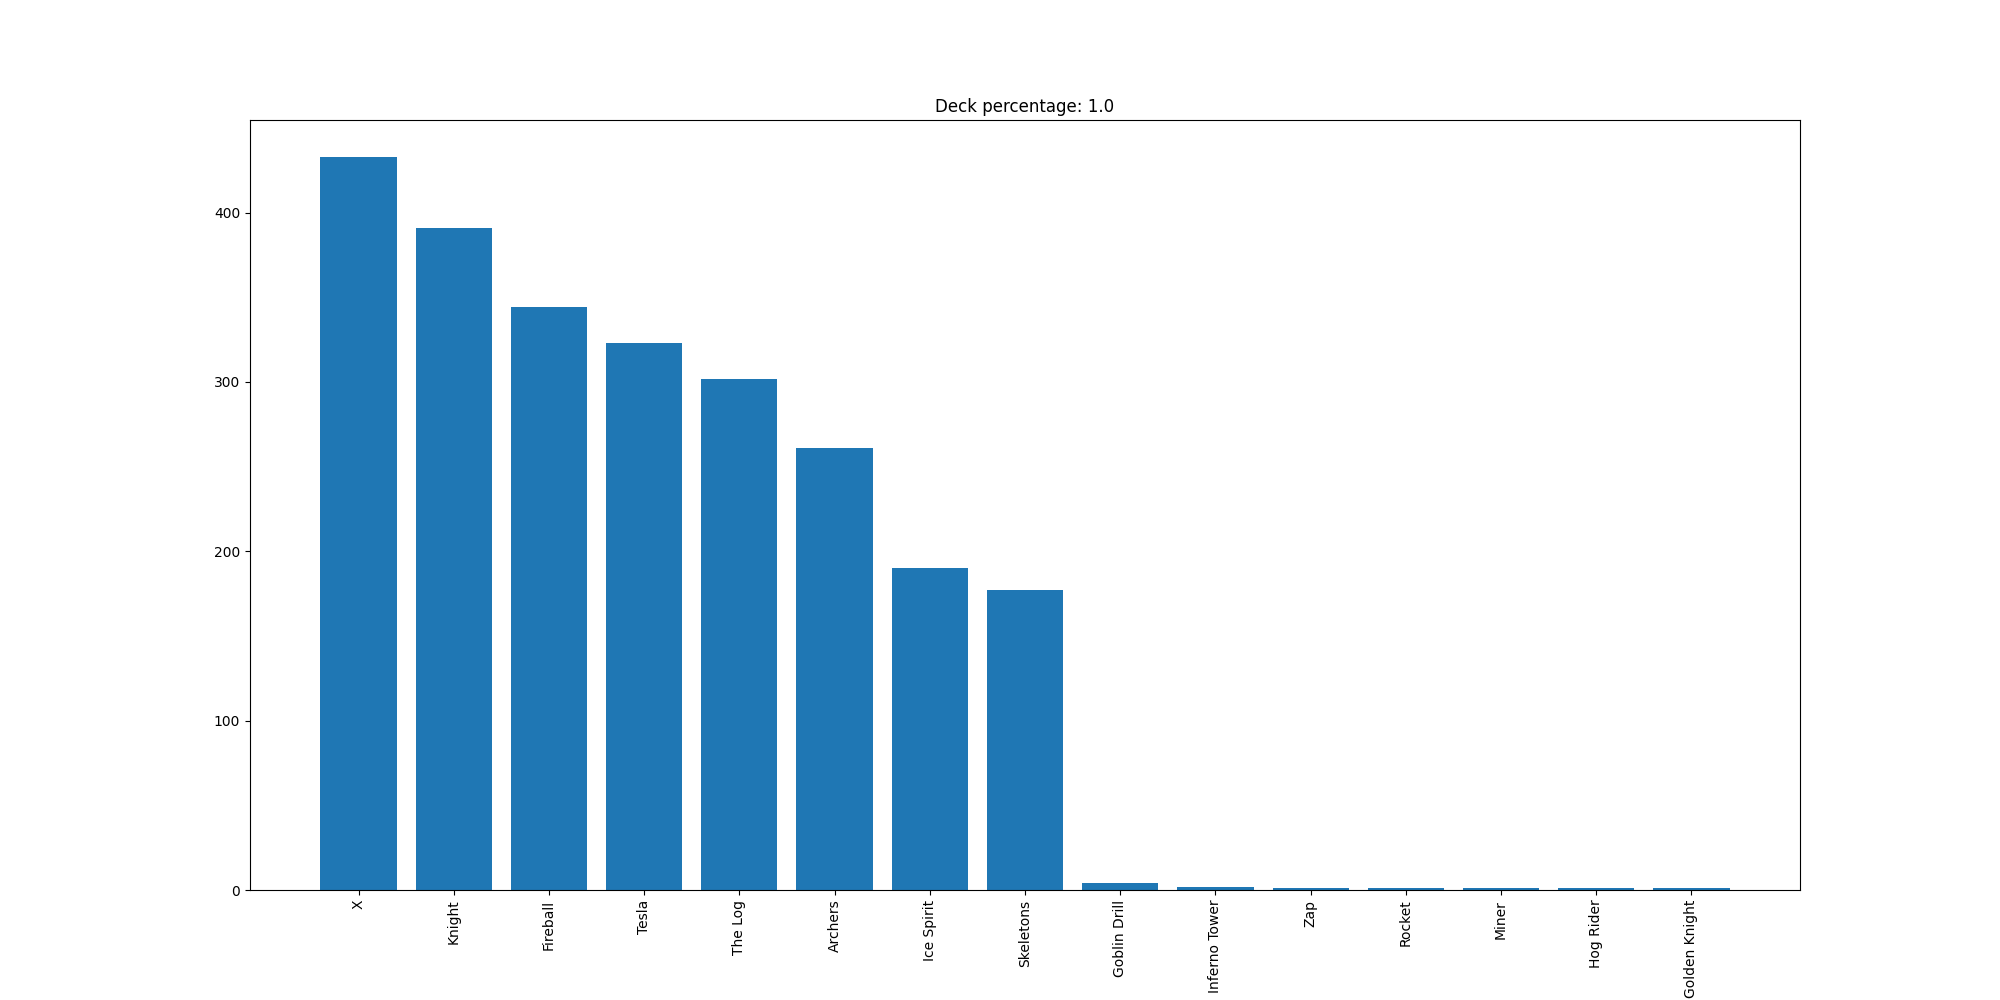 Deck percentage: 1.0
400
300
200
100
0
X
Knight
Fireball
Tesla
The Log
Archers
Ice Spirit
Skeletons
Goblin Drill
Inferno Tower
Zap
Rocket
Miner
Hog Rider
Golden Knight